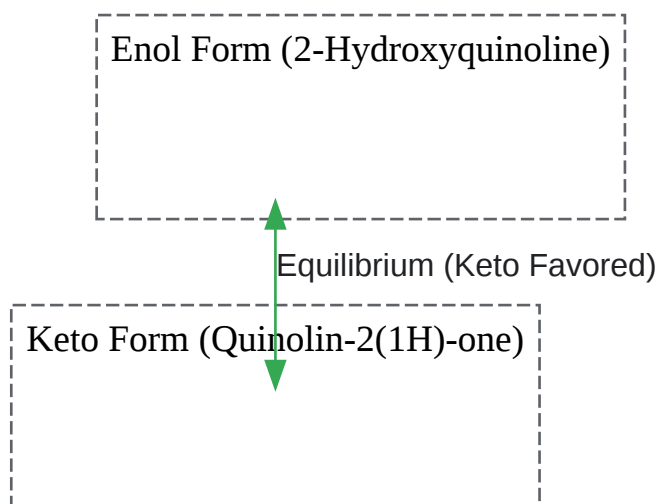 Enol Form (2-Hydroxyquinoline)
Equilibrium (Keto Favored)
Keto Form (Quinolin-2(1H)-one)